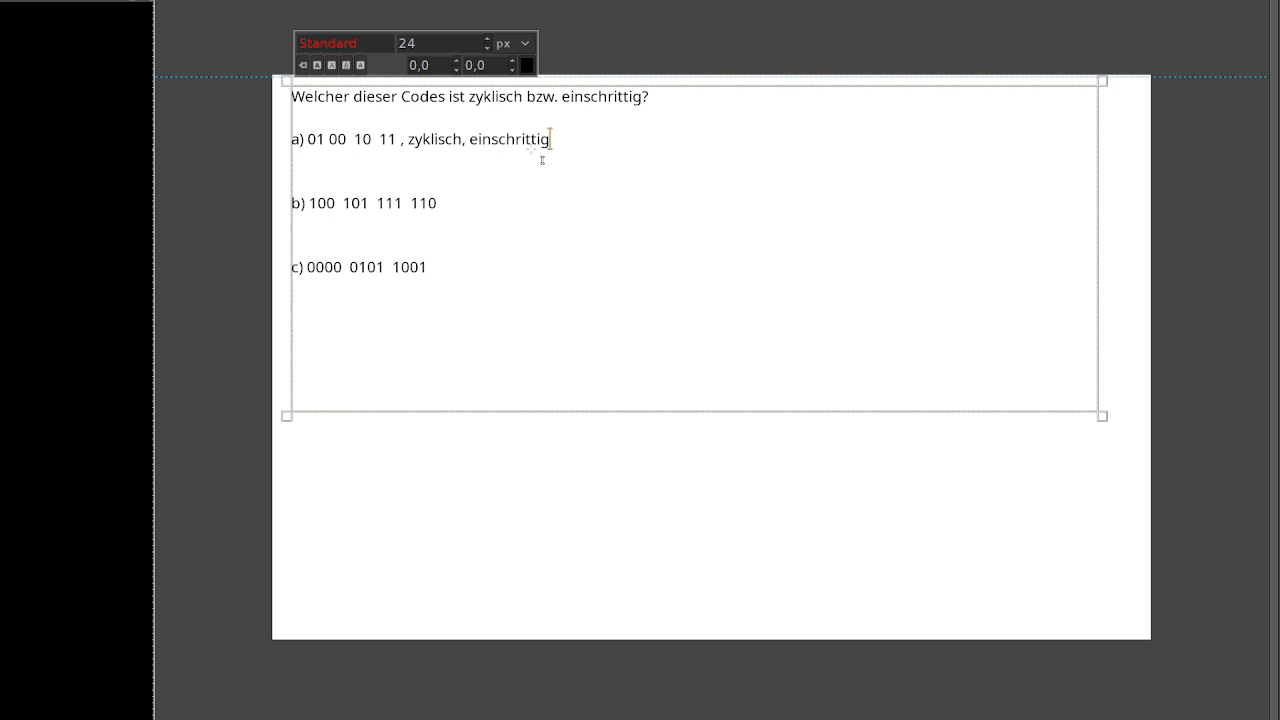 Standard 24 px
0,0 0,0
Welcher dieser Codes ist zyklisch bzw. einschrittig?
a) 01 00 10 11 , zyklisch, einschrittig
b) 100 101 111 110
c) 0000 0101 1001